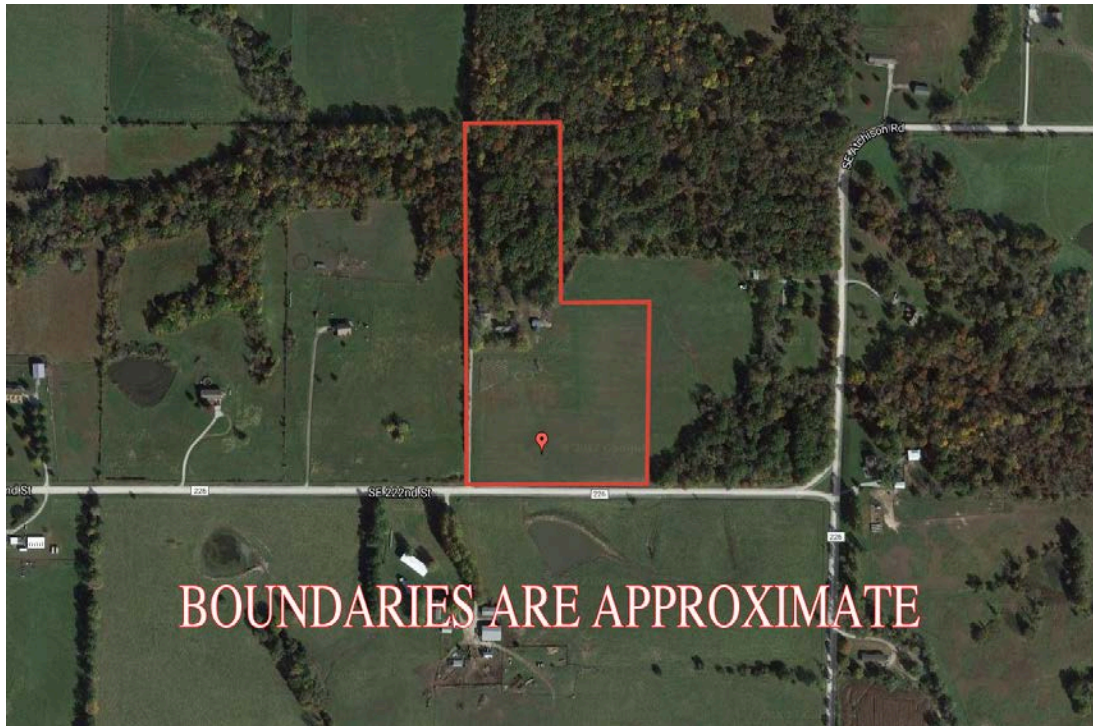 SE Atchison Rd
nd St
226
SE 222nd St
226
226
BOUNDARIES ARE APPROXIMATE